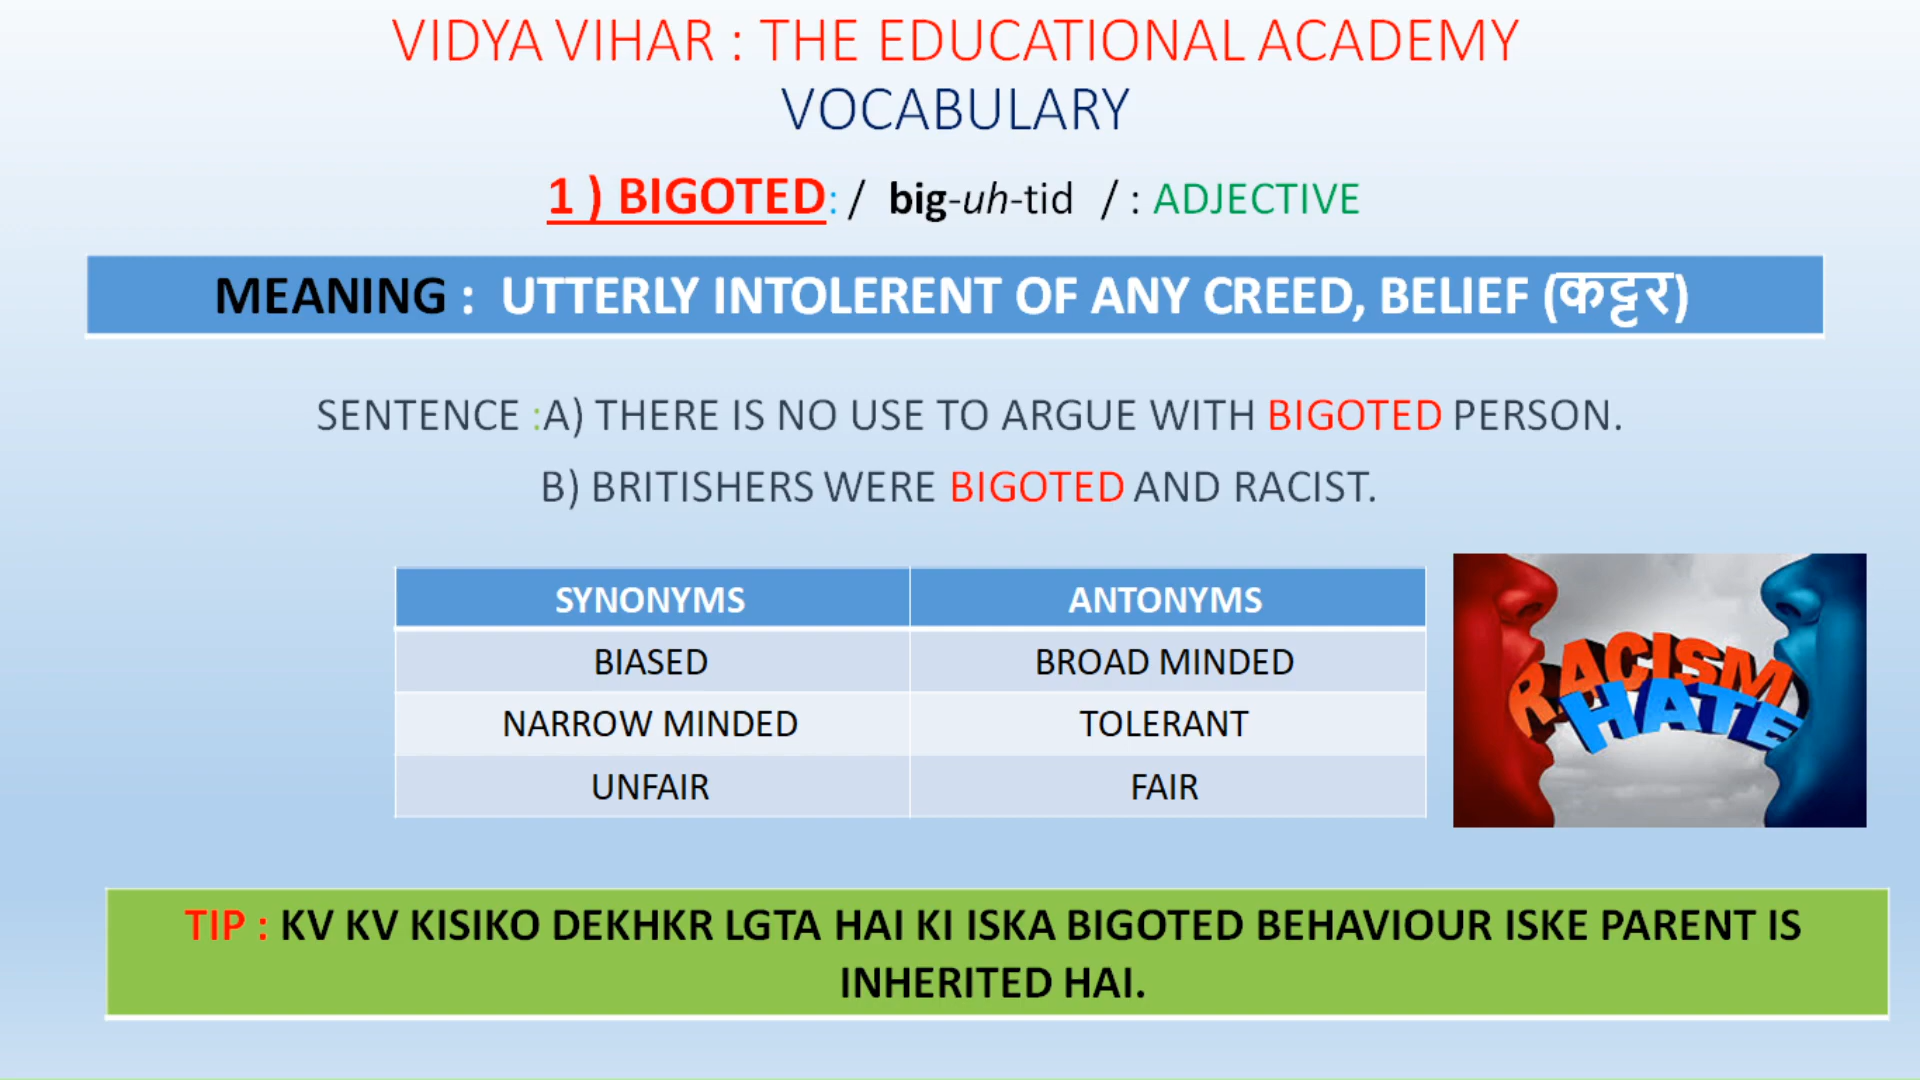 VIDYA VIHAR : THE EDUCATIONAL ACADEMY
VOCABULARY
1 ) BIGOTED: / big-uh-tid / : ADJECTIVE
MEANING : UTTERLY INTOLERENT OF ANY CREED, BELIEF (कट्टर)
SENTENCE :A) THERE IS NO USE TO ARGUE WITH BIGOTED PERSON.
B) BRITISHERS WERE BIGOTED AND RACIST.
SYNONYMS ANTONYMS
BIASED BROAD MINDED
NARROW MINDED TOLERANT
UNFAIR FAIR
RACISM
HATE
TIP : KV KV KISIKO DEKHKR LGTA HAI KI ISKA BIGOTED BEHAVIOUR ISKE PARENT IS
INHERITED HAI.